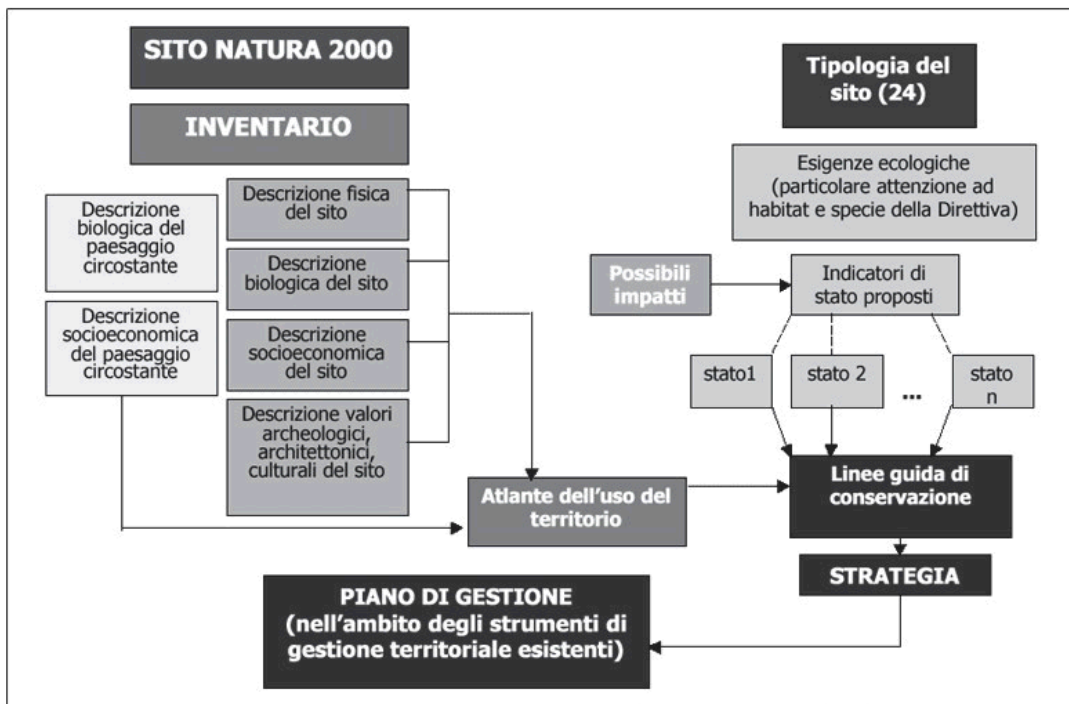 SITO NATURA 2000
INVENTARIO
Descrizione
biologica del
paesaggio
circostante
Descrizione
socioeconomica
del paesaggio
circostante
Descrizione fisica
del sito
Descrizione
biologica del sito
Descrizione
socioeconomica
del sito
Descrizione valori
archeologici,
architettonici,
culturali del sito
Atlante dell'uso del
territorio
Tipologia del
sito (24)
Esigenze ecologiche
(particolare attenzione ad
habitat e specie della Direttiva)
Possibili
impatti
Indicatori di
stato proposti
stato1
stato 2
...
stato
n
Linee guida di
conservazione
STRATEGIA
PIANO DI GESTIONE
(nell'ambito degli strumenti di
gestione territoriale esistenti)